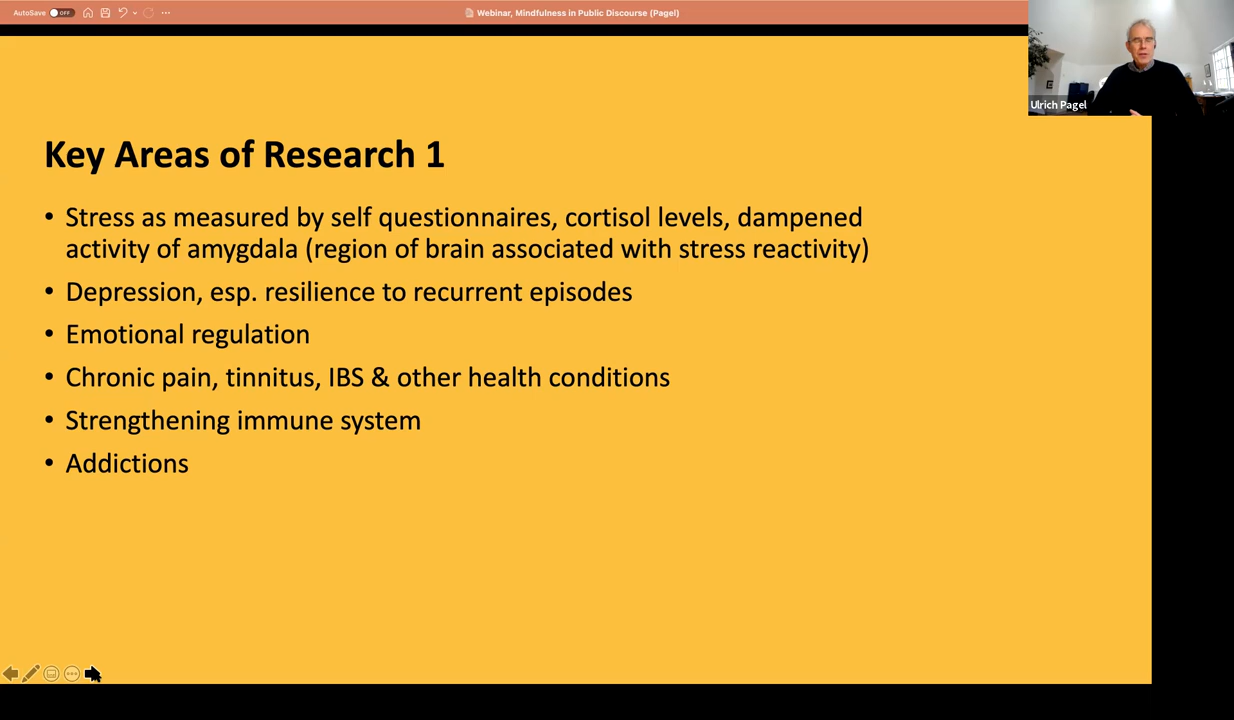 AutoSave OFF
Webinar, Mindfulness in Public Discourse (Pagel)
Ulrich Pagel
Key Areas of Research 1
• Stress as measured by self questionnaires, cortisol levels, dampened
activity of amygdala (region of brain associated with stress reactivity)
• Depression, esp. resilience to recurrent episodes
• Emotional regulation
• Chronic pain, tinnitus, IBS & other health conditions
• Strengthening immune system
• Addictions